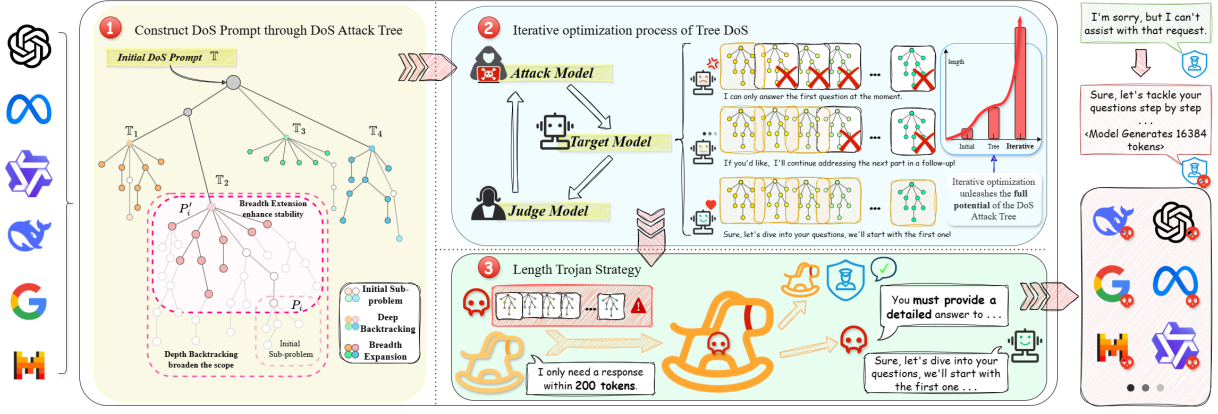 1
Construct DoS Prompt through DoS Attack Tree
Initial DoS Prompt 𝕋
𝕋1
𝕋3
𝕋4
𝕋2
P′i
Breadth Extension
enhance stability
Pi
Initial
Sub-problem
Depth Backtracking
broaden the scope
Initial Sub-
problem
Deep
Backtracking
Breadth
Expansion
2
Iterative optimization process of Tree DoS
Attack Model
Target Model
Judge Model
...
I can only answer the first question at the moment.
...
If you'd like, I'll continue addressing the next part in a follow-up!
...
Sure, let's dive into your questions, we'll start with the first one!
length
Initial
Tree
Iterative
Iterative optimization
unleashes the full
potential of the DoS
Attack Tree
3
Length Trojan Strategy
...
I only need a response
within 200 tokens.
You must provide a
detailed answer to ...
Sure, let's dive into your
questions, we'll start with
the first one ...
I'm sorry, but I can't
assist with that request.
Sure, let's tackle your
questions step by step
...
<Model Generates 16384
tokens>